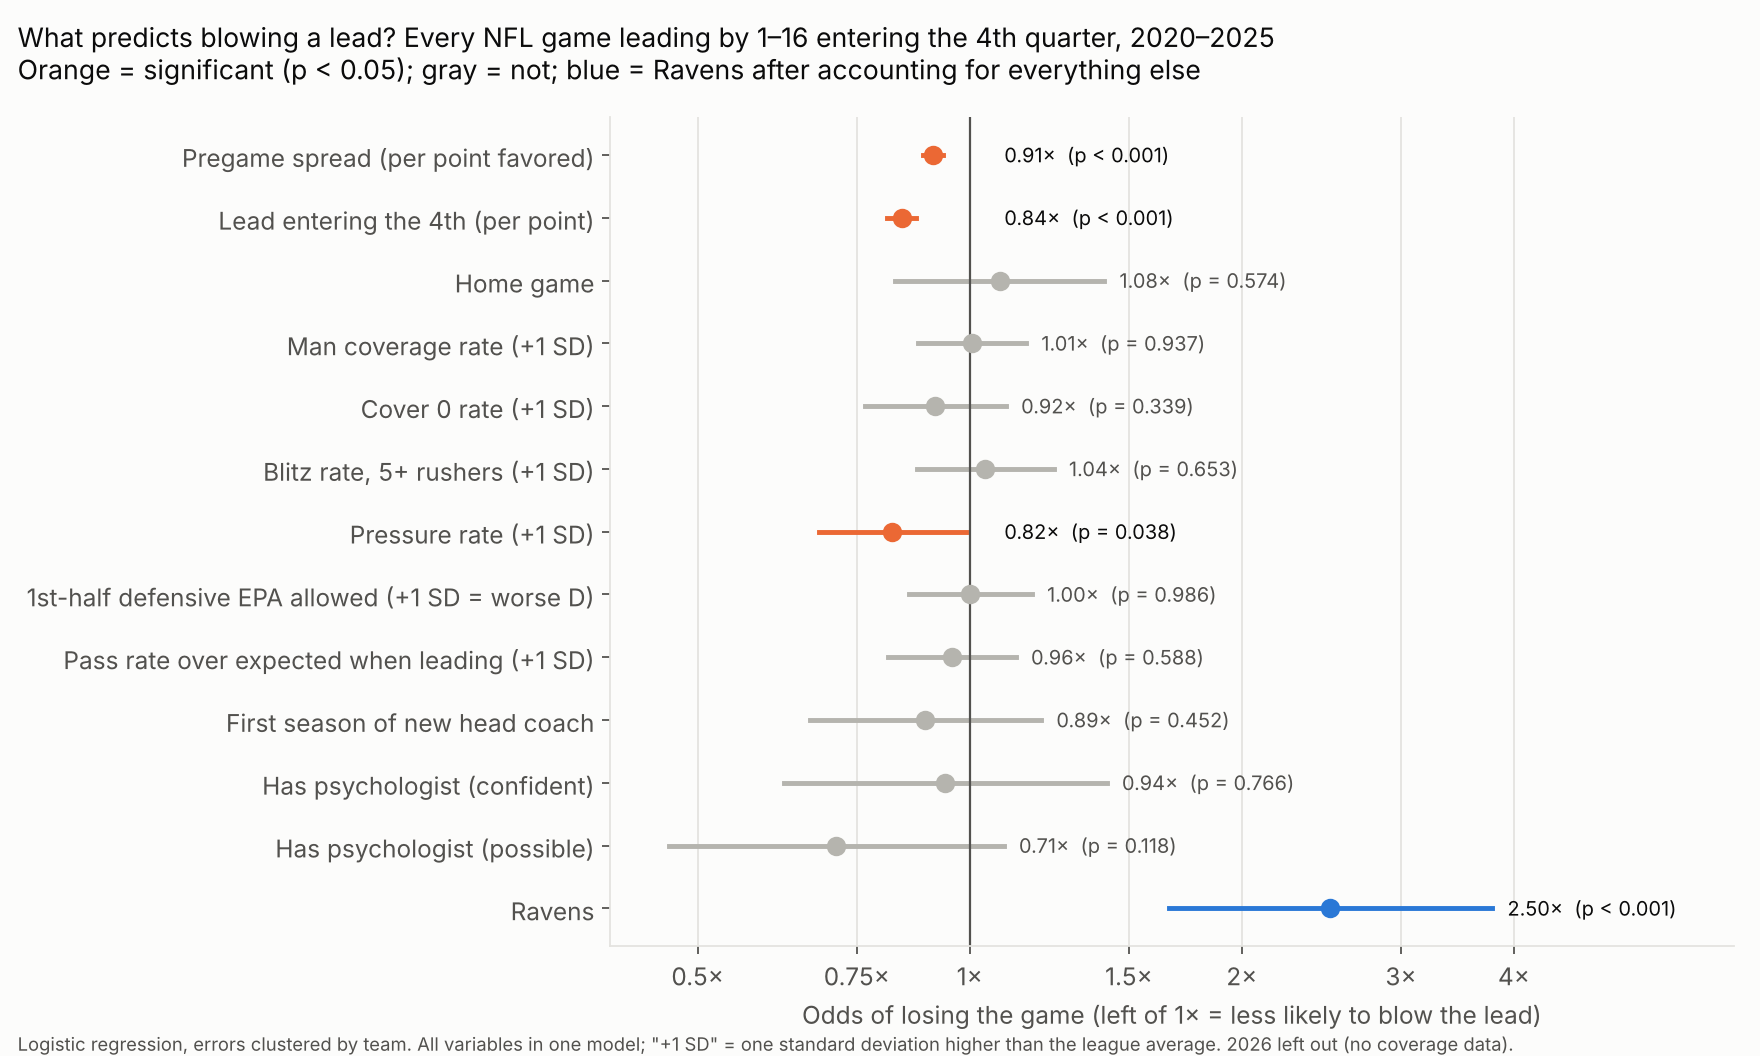 What predicts blowing a lead? Every NFL game leading by 1–16 entering the 4th quarter, 2020–2025
Orange = significant (p < 0.05); gray = not; blue = Ravens after accounting for everything else
Pregame spread (per point favored) 0.91× (p < 0.001)
Lead entering the 4th (per point) 0.84× (p < 0.001)
Home game 1.08× (p = 0.574)
Man coverage rate (+1 SD) 1.01× (p = 0.937)
Cover 0 rate (+1 SD) 0.92× (p = 0.339)
Blitz rate, 5+ rushers (+1 SD) 1.04× (p = 0.653)
Pressure rate (+1 SD) 0.82× (p = 0.038)
1st-half defensive EPA allowed (+1 SD = worse D) 1.00× (p = 0.986)
Pass rate over expected when leading (+1 SD) 0.96× (p = 0.588)
First season of new head coach 0.89× (p = 0.452)
Has psychologist (confident) 0.94× (p = 0.766)
Has psychologist (possible) 0.71× (p = 0.118)
Ravens 2.50× (p < 0.001)
0.5× 0.75× 1× 1.5× 2× 3× 4×
Odds of losing the game (left of 1× = less likely to blow the lead)
Logistic regression, errors clustered by team. All variables in one model; "+1 SD" = one standard deviation higher than the league average. 2026 left out (no coverage data).